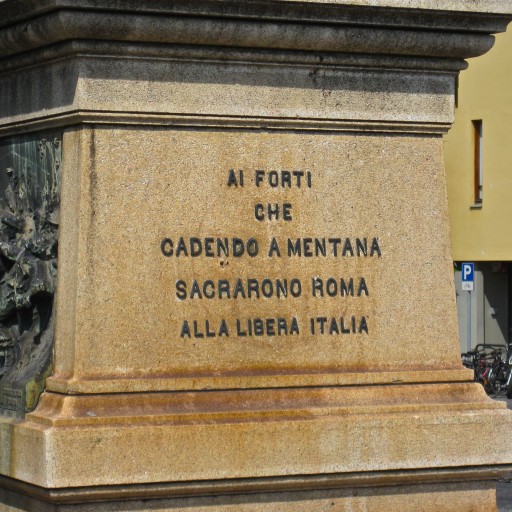 AI FORTI
CHE
CADENDO A MENTANA
SACRARONO ROMA
ALLA LIBERA ITALIA
P